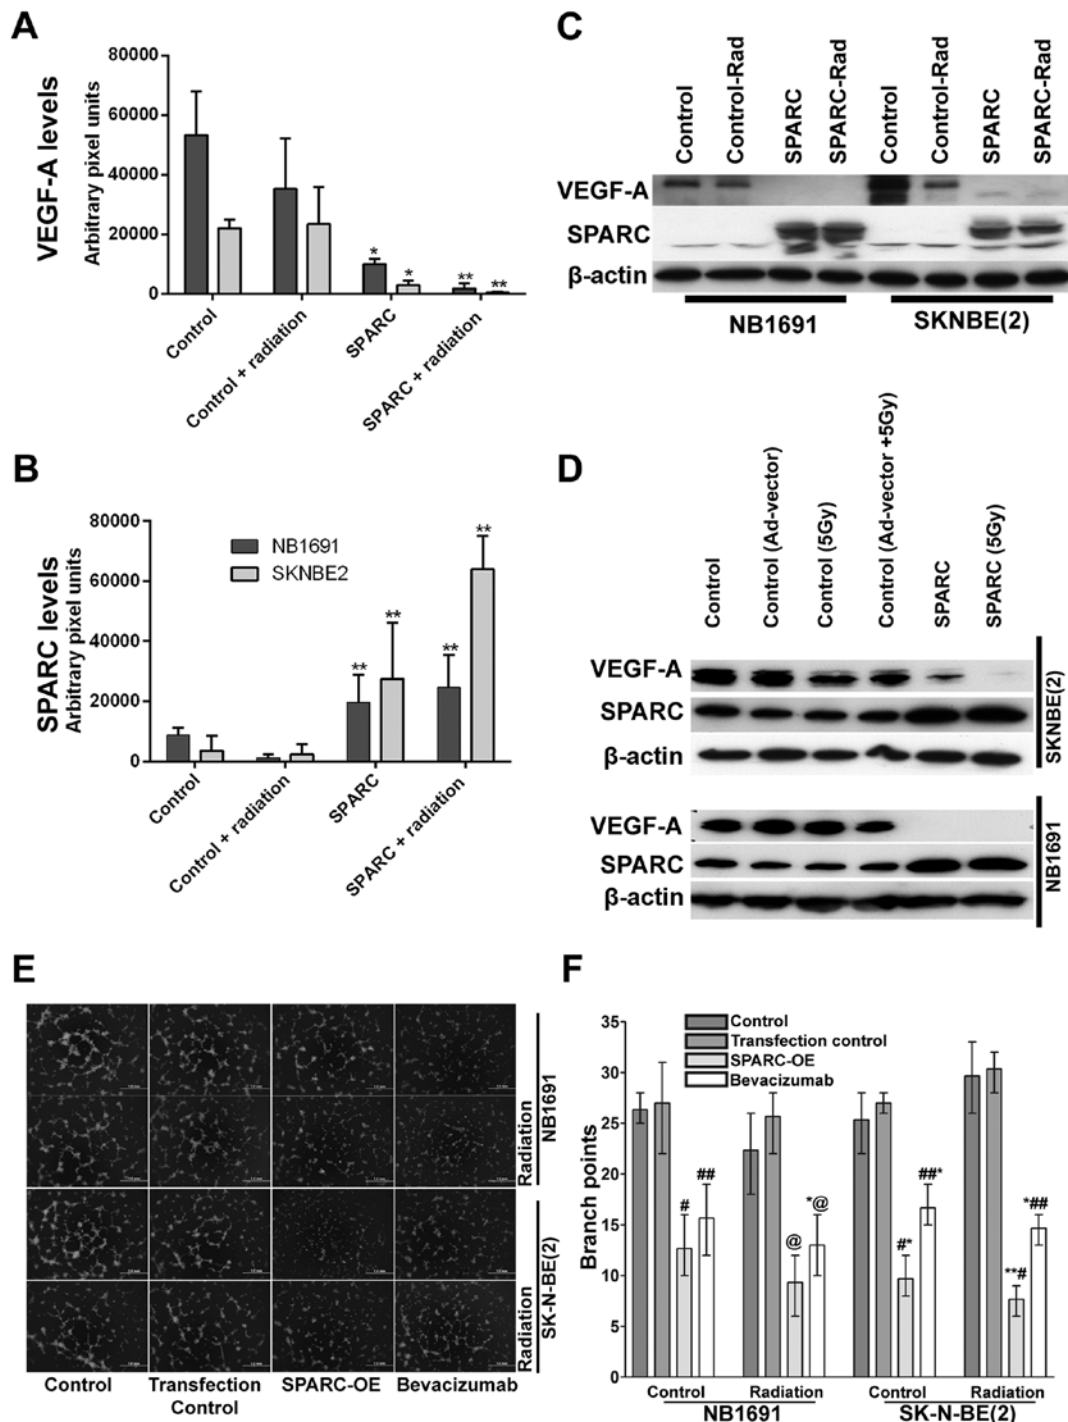 A
VEGF-A levels
Arbitrary pixel units
80000
60000
40000
20000
0
*
*
**
**
Control
Control + radiation
SPARC
SPARC + radiation
B
SPARC levels
Arbitrary pixel units
80000
60000
40000
20000
0
NB1691
SKNBE2
**
**
**
**
Control
Control + radiation
SPARC
SPARC + radiation
C
Control
Control-Rad
SPARC
SPARC-Rad
Control
Control-Rad
SPARC
SPARC-Rad
VEGF-A
SPARC
β-actin
NB1691
SKNBE(2)
D
Control
Control (Ad-vector)
Control (5Gy)
Control (Ad-vector +5Gy)
SPARC
SPARC (5Gy)
VEGF-A
SPARC
β-actin
SKNBE(2)
VEGF-A
SPARC
β-actin
NB1691
E
NB1691
Radiation
SK-N-BE(2)
Radiation
Control
Transfection Control
SPARC-OE
Bevacizumab
F
Branch points
35
30
25
20
15
10
5
0
Control
Transfection control
SPARC-OE
Bevacizumab
#
##
@
*@
#*
##*
**#
*##
Control
Radiation
Control
Radiation
NB1691
SK-N-BE(2)